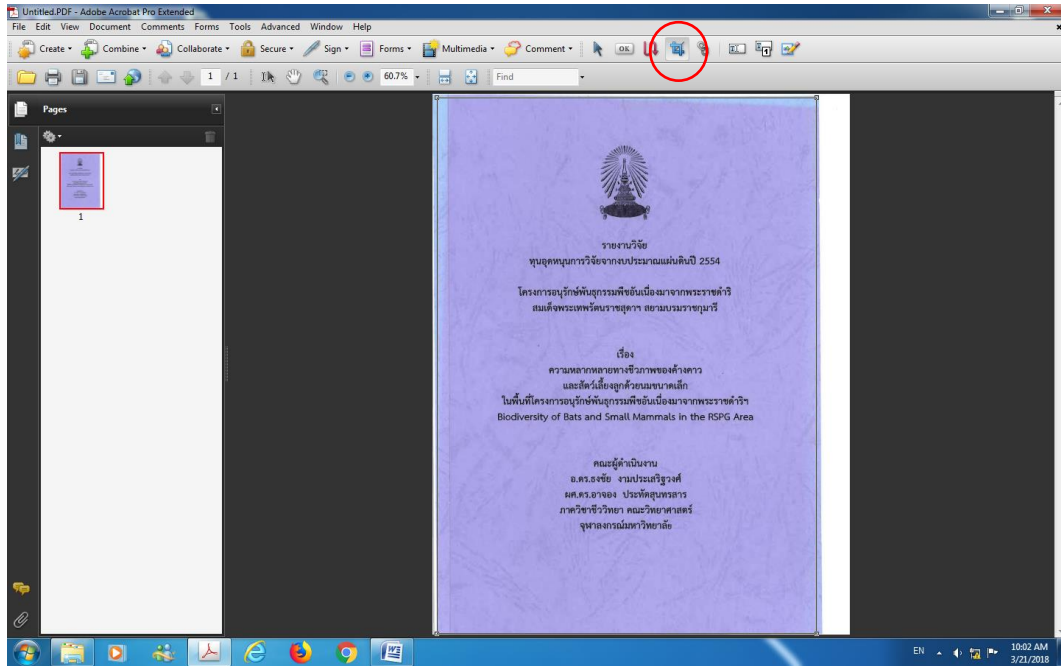 Untitled.PDF - Adobe Acrobat Pro Extended
File Edit View Document Comments Forms Tools Advanced Window Help
Create Combine Collaborate Secure Sign Forms Multimedia Comment OK
1 / 1 60.7% Find
Pages
1
รายงานวิจัย
ทุนอุดหนุนการวิจัยจากงบประมาณแผ่นดินปี 2554
โครงการอนุรักษ์พันธุกรรมพืชอันเนื่องมาจากพระราชดำริ
สมเด็จพระเทพรัตนราชสุดาฯ สยามบรมราชกุมารี
เรื่อง
ความหลากหลายทางชีวภาพของค้างคาว
และสัตว์เลี้ยงลูกด้วยนมขนาดเล็ก
ในพื้นที่โครงการอนุรักษ์พันธุกรรมพืชอันเนื่องมาจากพระราชดำริฯ
Biodiversity of Bats and Small Mammals in the RSPG Area
คณะผู้ดำเนินงาน
อ.ดร.ธงชัย งามประเสริฐวงศ์
ผศ.ดร.อาจอง ประทัตสุนทรสาร
ภาควิชาชีววิทยา คณะวิทยาศาสตร์
จุฬาลงกรณ์มหาวิทยาลัย
EN 10:02 AM
3/21/2018